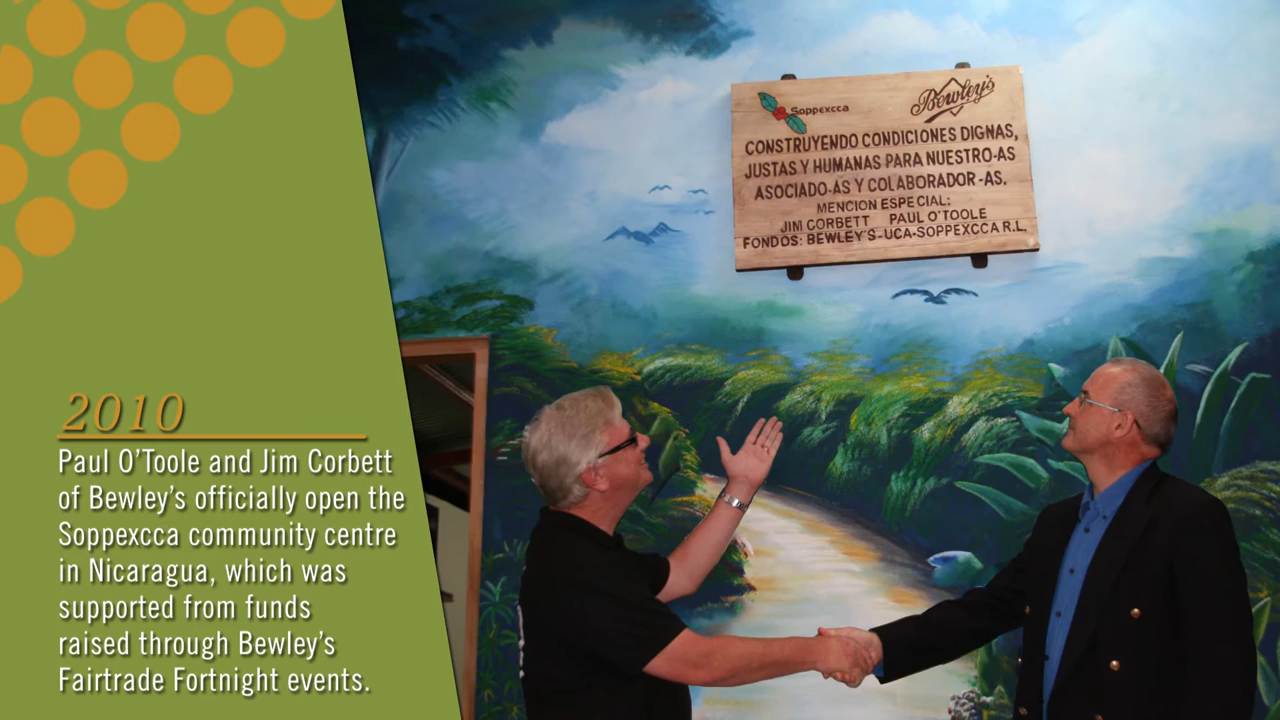 2010
Paul O'Toole and Jim Corbett
of Bewley's officially open the
Soppexcca community centre
in Nicaragua, which was
supported from funds
raised through Bewley's
Fairtrade Fortnight events.
Soppexcca
Bewley's
CONSTRUYENDO CONDICIONES DIGNAS,
JUSTAS Y HUMANAS PARA NUESTRO-AS
ASOCIADO-AS Y COLABORADOR-AS.
MENCION ESPECIAL:
JIM CORBETT PAUL O'TOOLE
FONDOS: BEWLEY'S-UCA-SOPPEXCCA R.L.